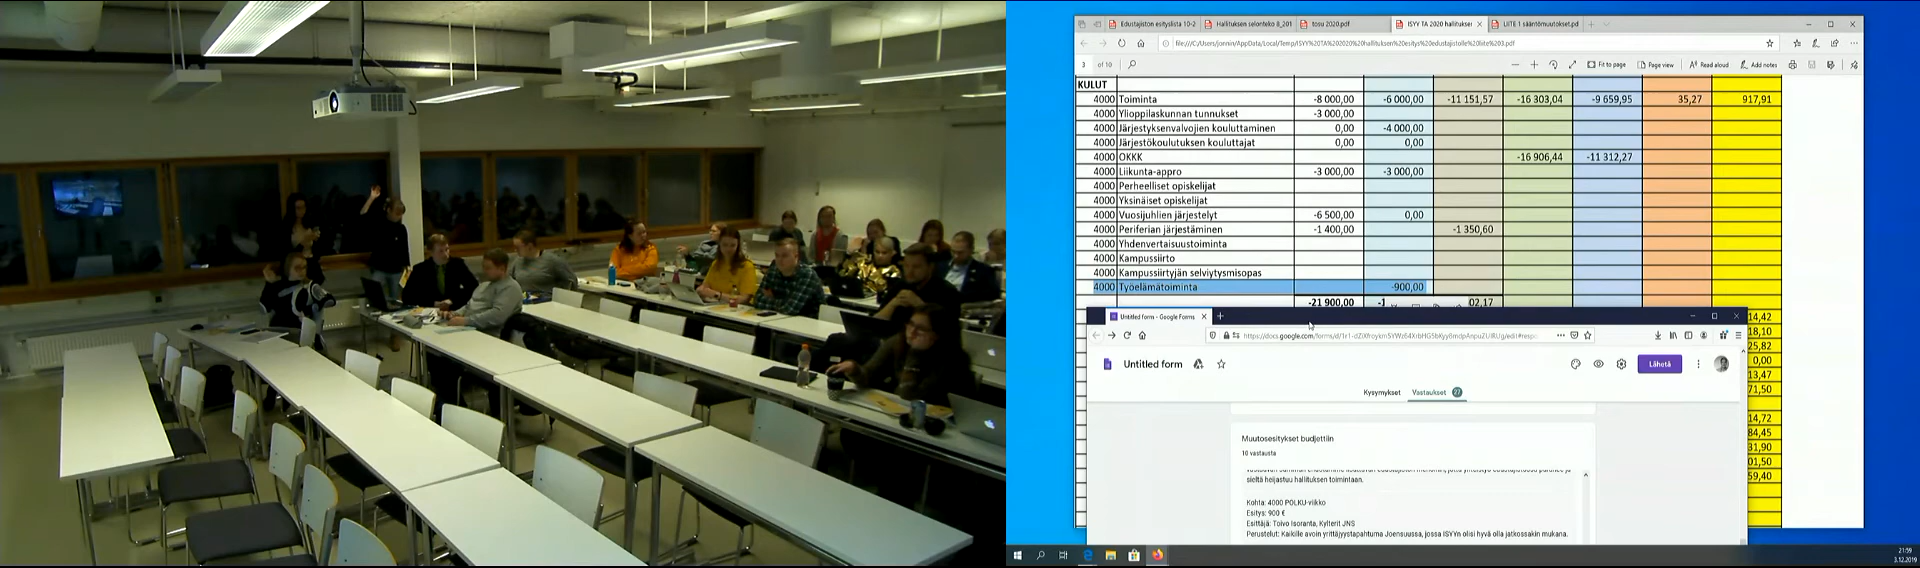 Edustajiston esityslista 10-2
Hallituksen selonteko 8_201
tosu 2020.pdf
ISYY TA 2020 hallituksen
LIITE 1 sääntömuutokset.pd
3 of 10
Fit to page
Page view
Read aloud
Add notes
KULUT
4000 Toiminta -8 000,00 -6 000,00 -11 151,57 -16 303,04 -9 659,95 35,27 917,91
4000 Ylioppilaskunnan tunnukset -3 000,00
4000 Järjestyksenvalvojien kouluttaminen 0,00 -4 000,00
4000 Järjestökoulutuksen kouluttajat 0,00 0,00
4000 OKKK -16 906,44 -11 312,27
4000 Liikunta-appro -3 000,00 -3 000,00
4000 Perheelliset opiskelijat
4000 Yksinäiset opiskelijat
4000 Vuosijuhlien järjestelyt -6 500,00 0,00
4000 Periferian järjestäminen -1 400,00 -1 350,60
4000 Yhdenvertaisuustoiminta
4000 Kampussiirto
4000 Kampussiirtyjän selviytymisopas
4000 Työelämätoiminta -900,00
-21 900,00 -1 02,17
14,42
18,10
25,82
0,00
13,47
71,50
14,72
84,45
31,90
01,50
59,40
Untitled form - Google Forms
Untitled form
Lähetä
Kysymykset Vastaukset 27
Muutosesitykset budjettiin
10 vastausta
sieltä heijastuu hallituksen toimintaan.
Kohta: 4000 POLKU-viikko
Esitys: 900 €
Esittäjä: Toivo Isoranta, Kylterit JNS
Perustelut: Kaikille avoin yrittäjyystapahtuma Joensuussa, jossa ISYYn olisi hyvä olla jatkossakin mukana.
21:59
3.12.2019